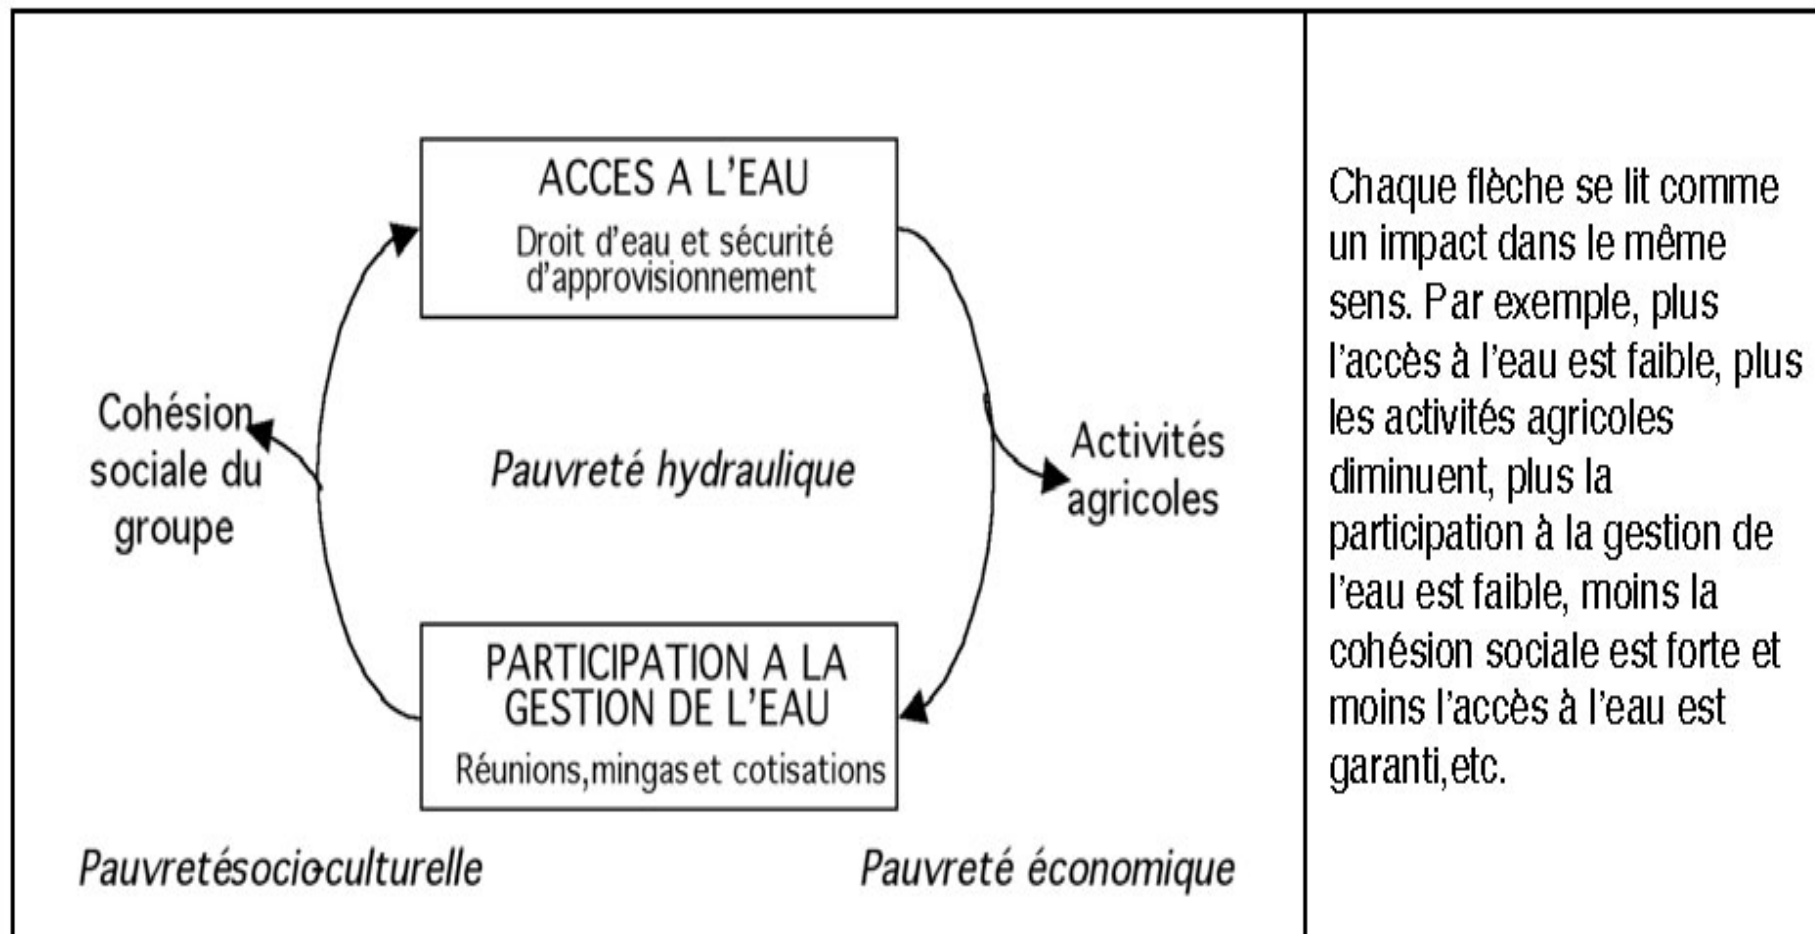 ACCES A L'EAU
Droit d'eau et sécurité
d'approvisionnement
Cohésion
sociale du
groupe
Pauvreté hydraulique
Activités
agricoles
PARTICIPATION A LA
GESTION DE L'EAU
Réunions,mingas et cotisations
Pauvretésocio-culturelle
Pauvreté économique
Chaque flèche se lit comme
un impact dans le même
sens. Par exemple, plus
l'accès à l'eau est faible, plus
les activités agricoles
diminuent, plus la
participation à la gestion de
l'eau est faible, moins la
cohésion sociale est forte et
moins l'accès à l'eau est
garanti,etc.